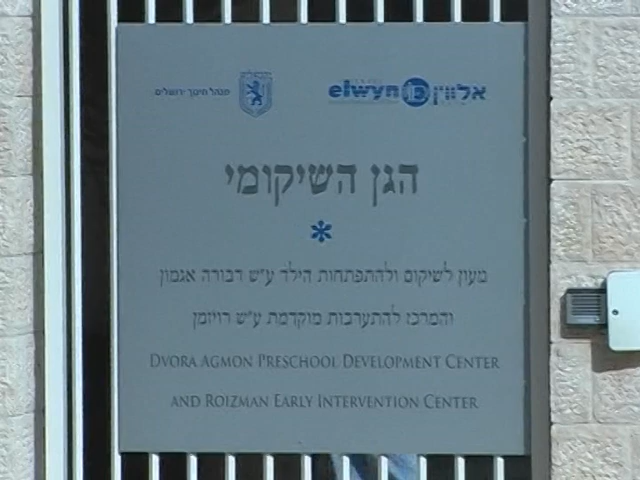 מנהל חינוך ירושלים
elwyn אלווין
הגן השיקומי
מעון לשיקום ולהתפתחות הילד ע״ש דבורה אגמון
והמרכז להתערבות מוקדמת ע״ש רויזמן
DVORA AGMON PRESCHOOL DEVELOPMENT CENTER
AND ROIZMAN EARLY INTERVENTION CENTER